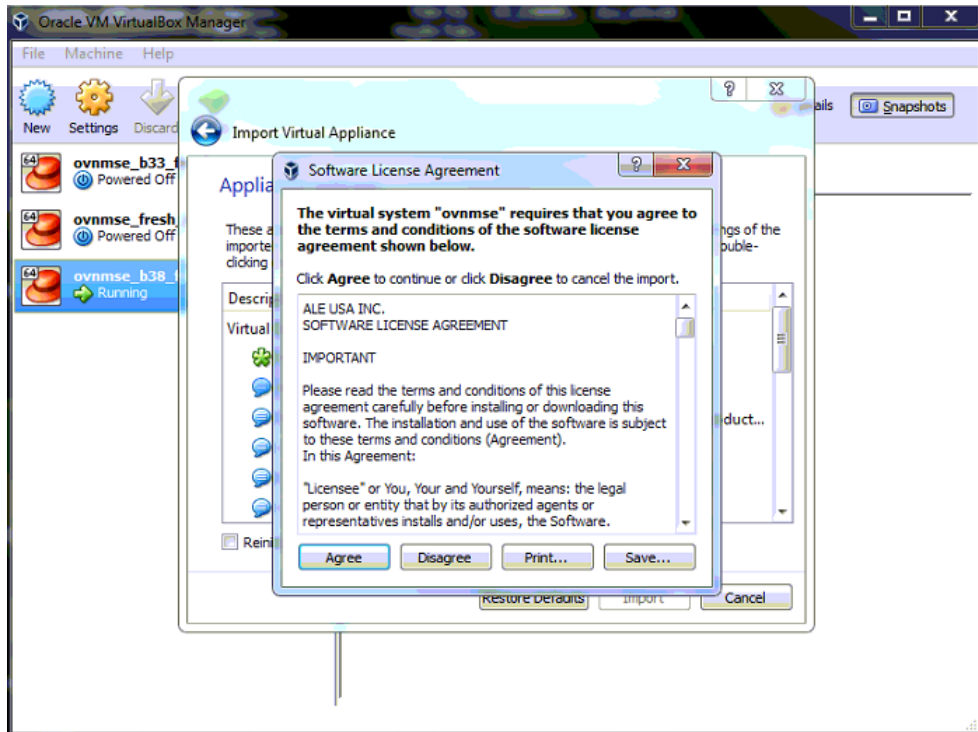 Oracle VM VirtualBox Manager
File Machine Help
New Settings Discard
ails Snapshots
64 ovnmse_b33_f
Powered Off
64 ovnmse_fresh_
Powered Off
64 ovnmse_b38_f
Running
Import Virtual Appliance
Applia
These a
ngs of the
importe
ouble-
clicking
Descrip
Virtual
duct...
Reini
Restore Defaults Import Cancel
Software License Agreement
The virtual system "ovnmse" requires that you agree to
the terms and conditions of the software license
agreement shown below.
Click Agree to continue or click Disagree to cancel the import.
ALE USA INC.
SOFTWARE LICENSE AGREEMENT
IMPORTANT
Please read the terms and conditions of this license
agreement carefully before installing or downloading this
software. The installation and use of the software is subject
to these terms and conditions (Agreement).
In this Agreement:
"Licensee" or You, Your and Yourself, means: the legal
person or entity that by its authorized agents or
representatives installs and/or uses, the Software.
Agree Disagree Print... Save...